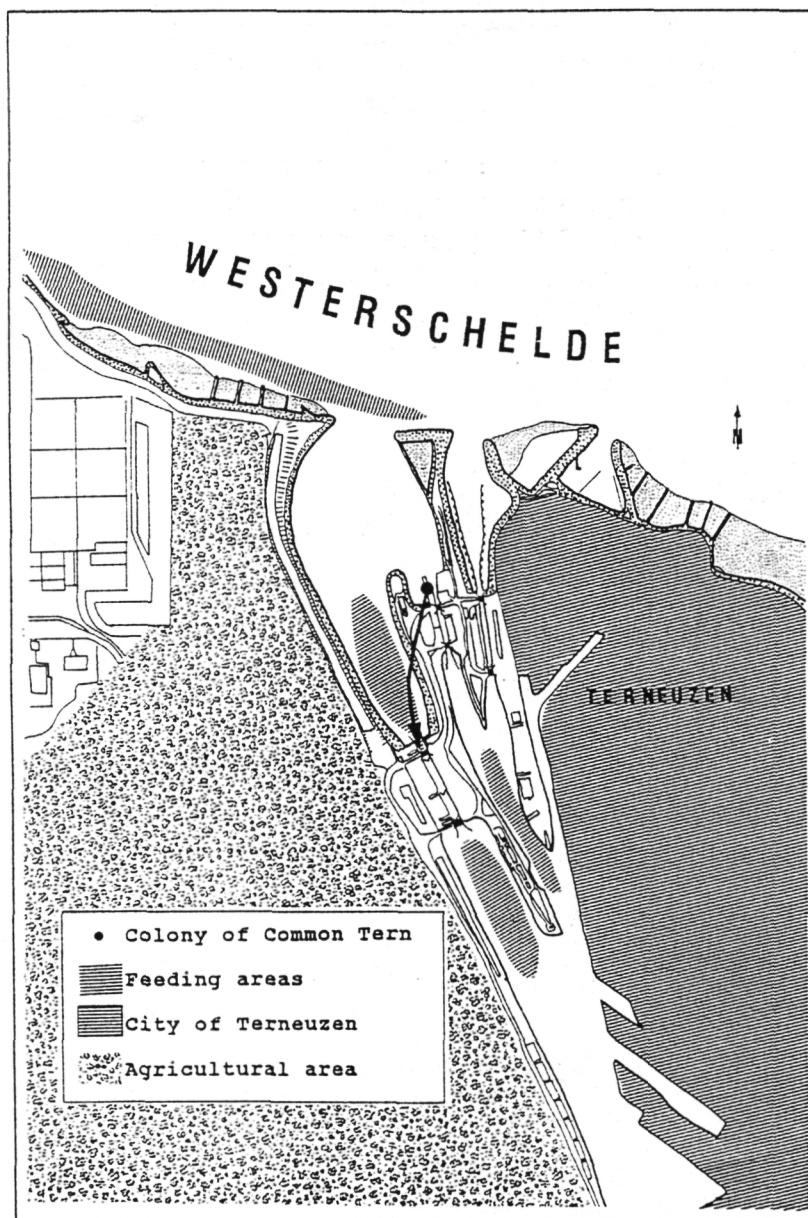 WESTERSCHELDE
N
TERNEUZEN
Colony of Common Tern
Feeding areas
City of Terneuzen
Agricultural area